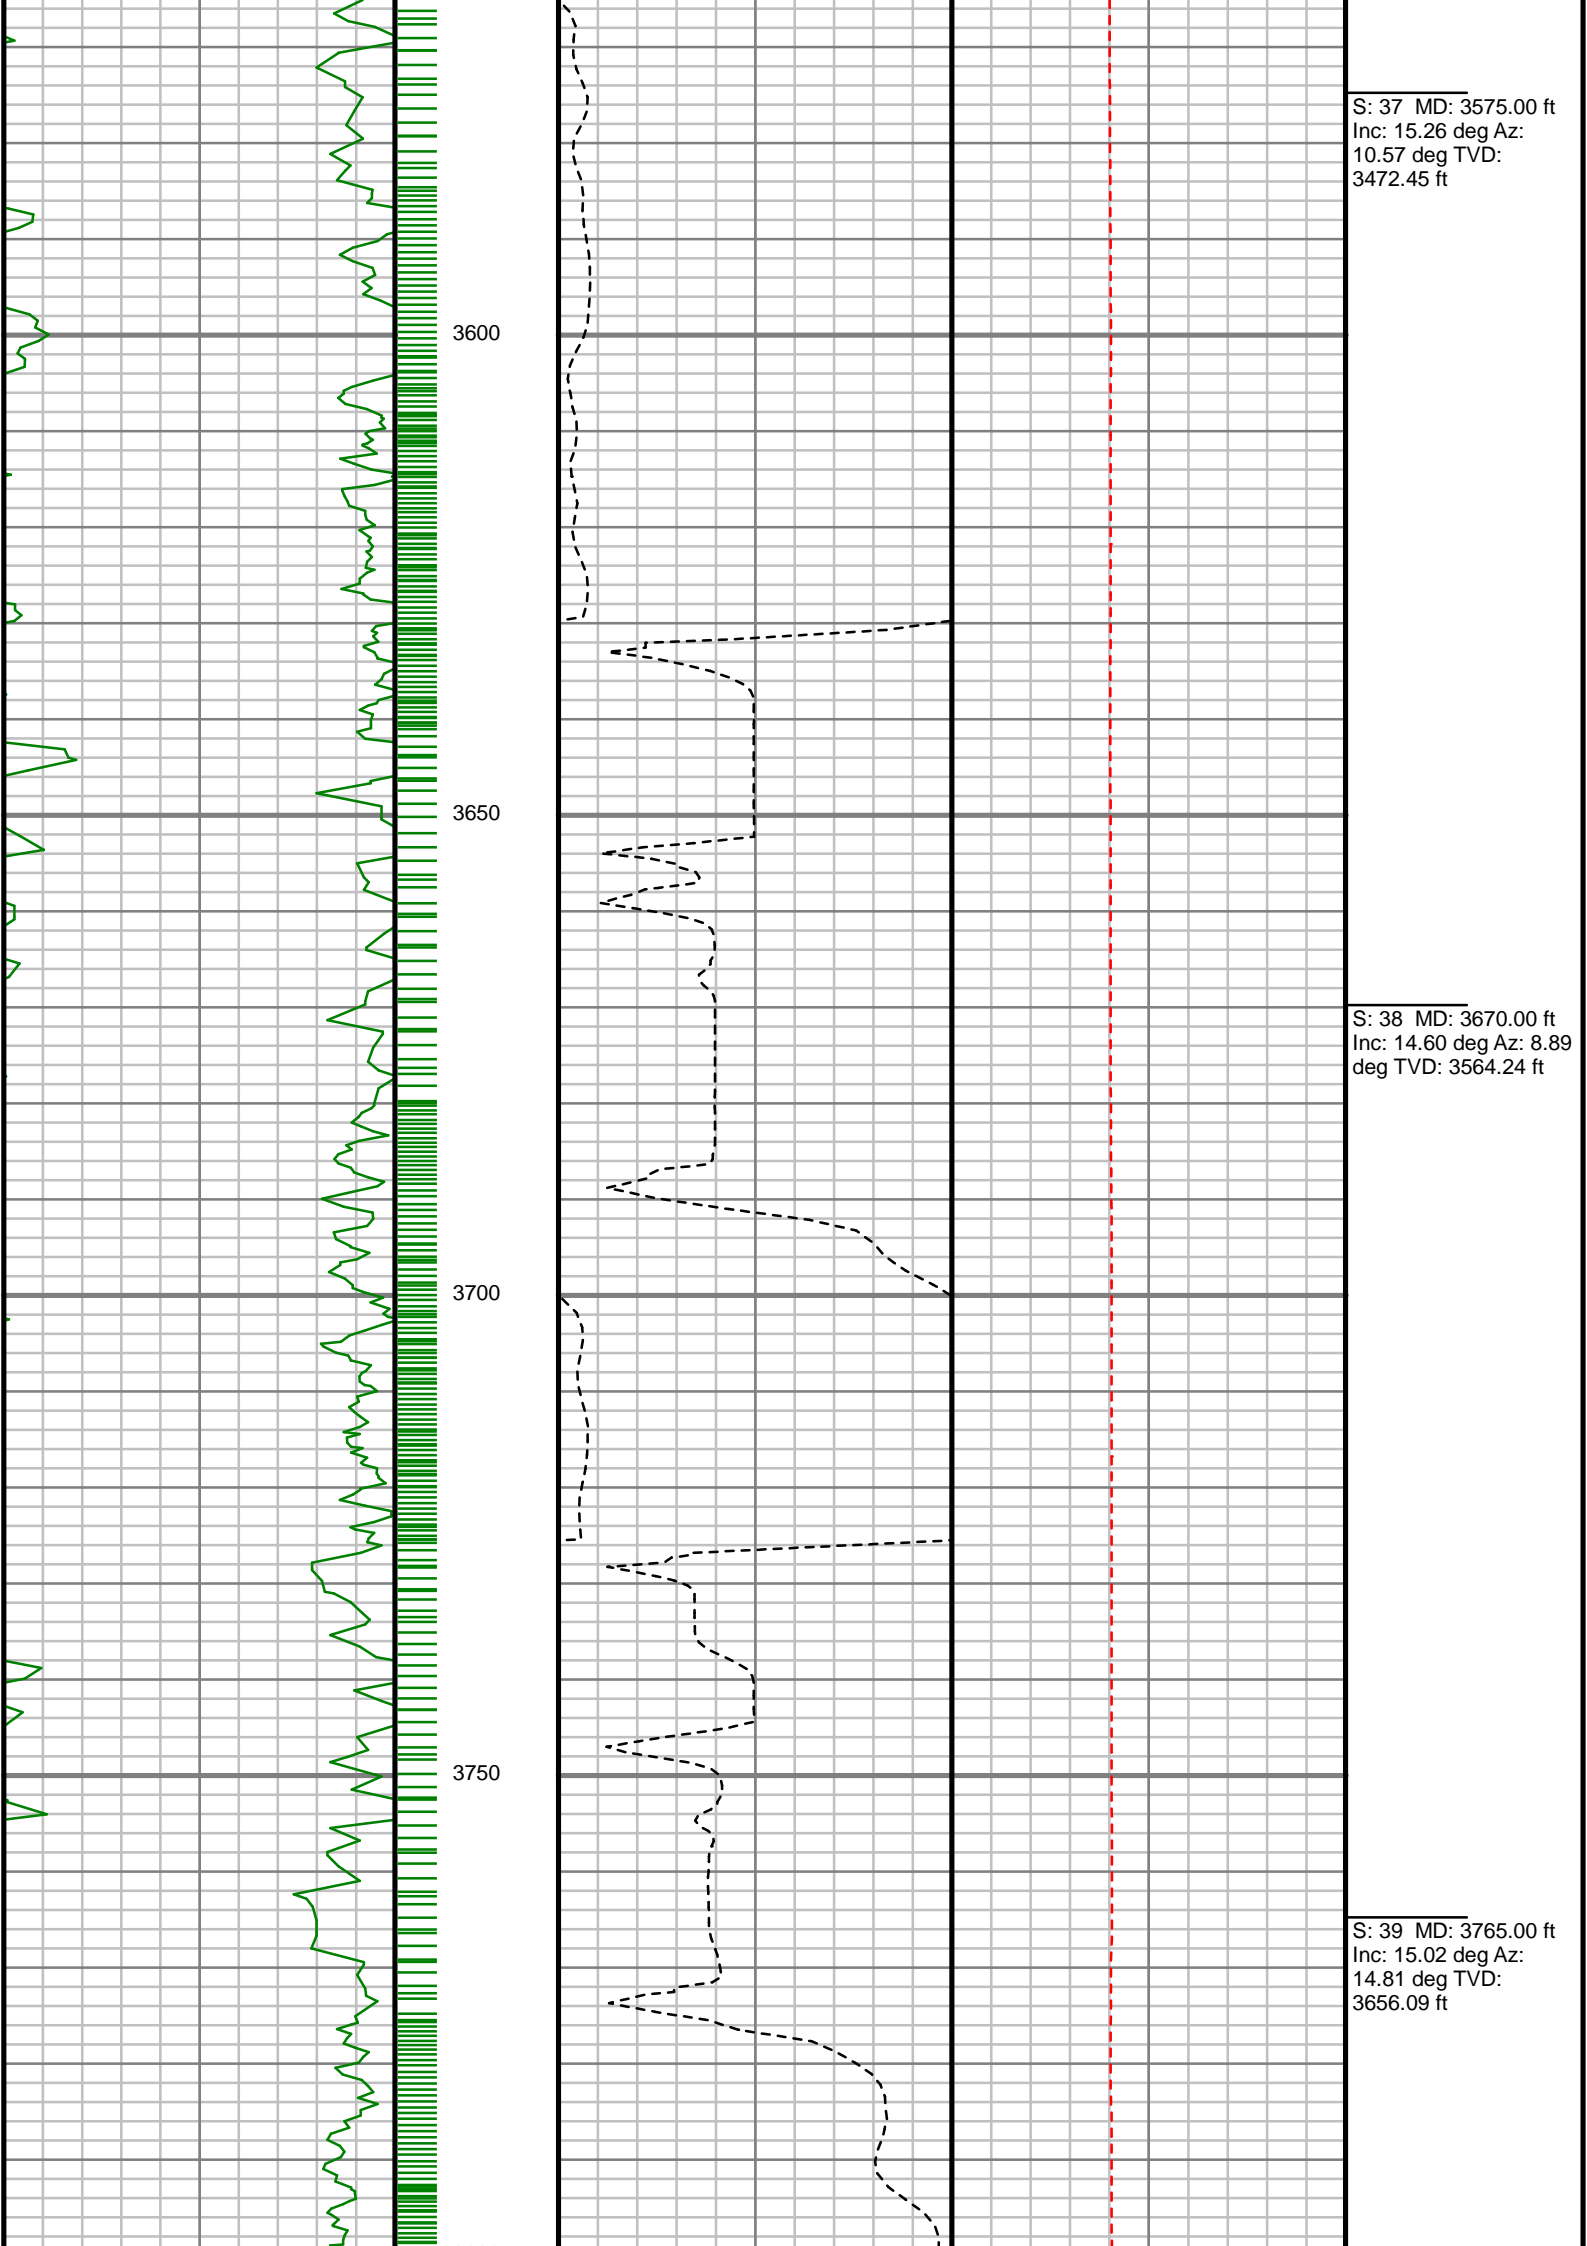 S: 37 MD: 3575.00 ft
Inc: 15.26 deg Az:
10.57 deg TVD:
3472.45 ft
3600
3650
S: 38 MD: 3670.00 ft
Inc: 14.60 deg Az: 8.89
deg TVD: 3564.24 ft
3700
3750
S: 39 MD: 3765.00 ft
Inc: 15.02 deg Az:
14.81 deg TVD:
3656.09 ft